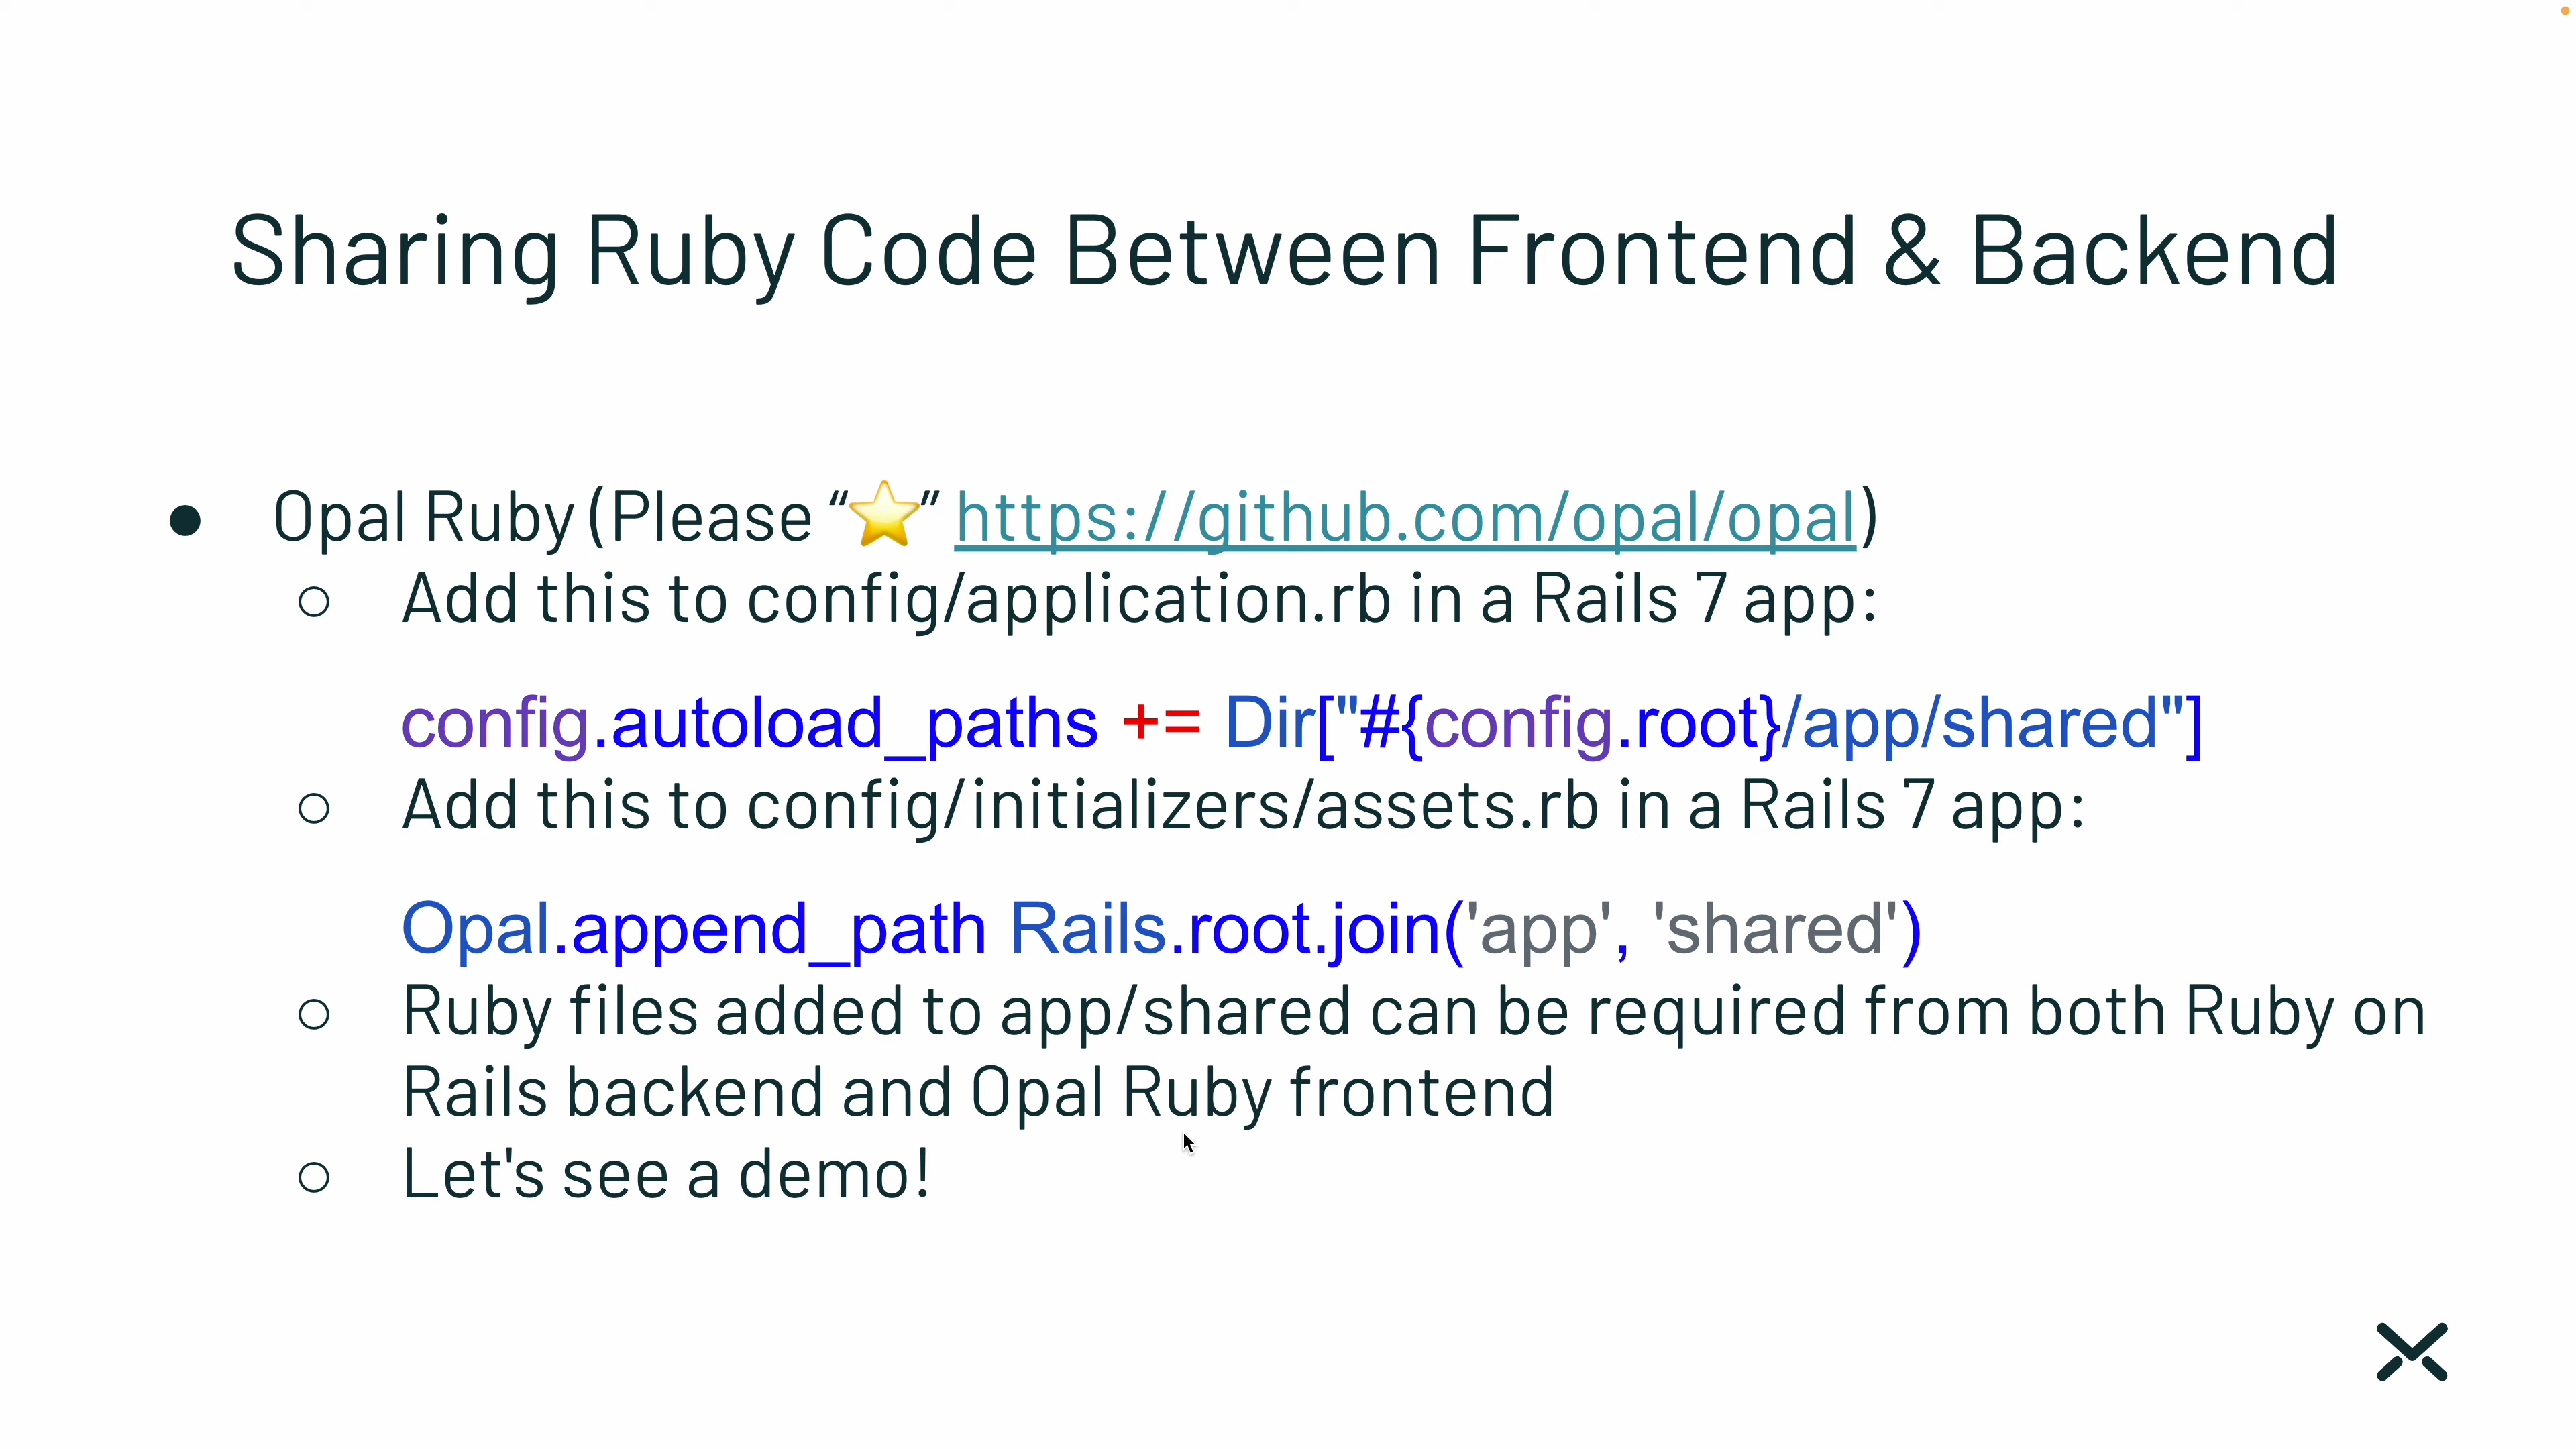 Sharing Ruby Code Between Frontend & Backend
● Opal Ruby (Please “⭐” https://github.com/opal/opal)
○ Add this to config/application.rb in a Rails 7 app:
config.autoload_paths += Dir["#{config.root}/app/shared"]
○ Add this to config/initializers/assets.rb in a Rails 7 app:
Opal.append_path Rails.root.join('app', 'shared')
○ Ruby files added to app/shared can be required from both Ruby on
Rails backend and Opal Ruby frontend
○ Let's see a demo!